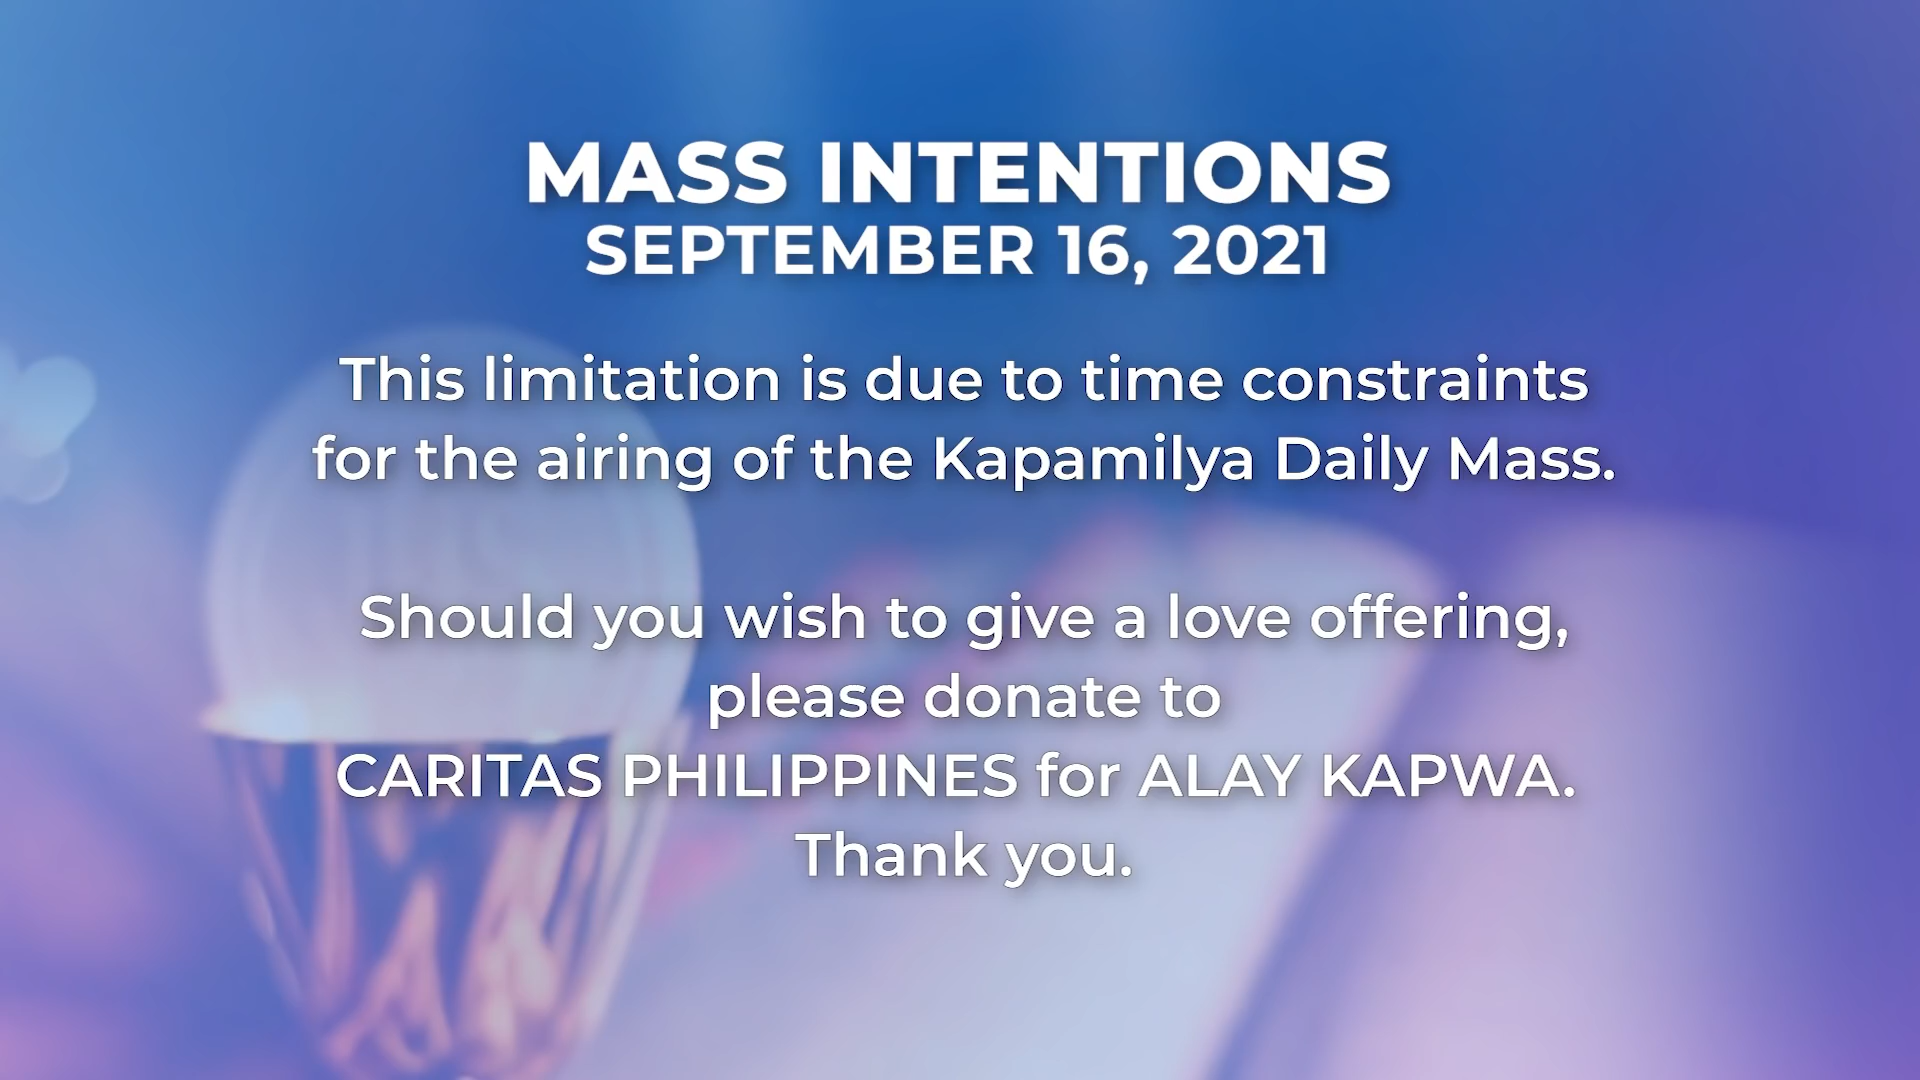 MASS INTENTIONS
SEPTEMBER 16, 2021
This limitation is due to time constraints
for the airing of the Kapamilya Daily Mass.
Should you wish to give a love offering,
please donate to
CARITAS PHILIPPINES for ALAY KAPWA.
Thank you.